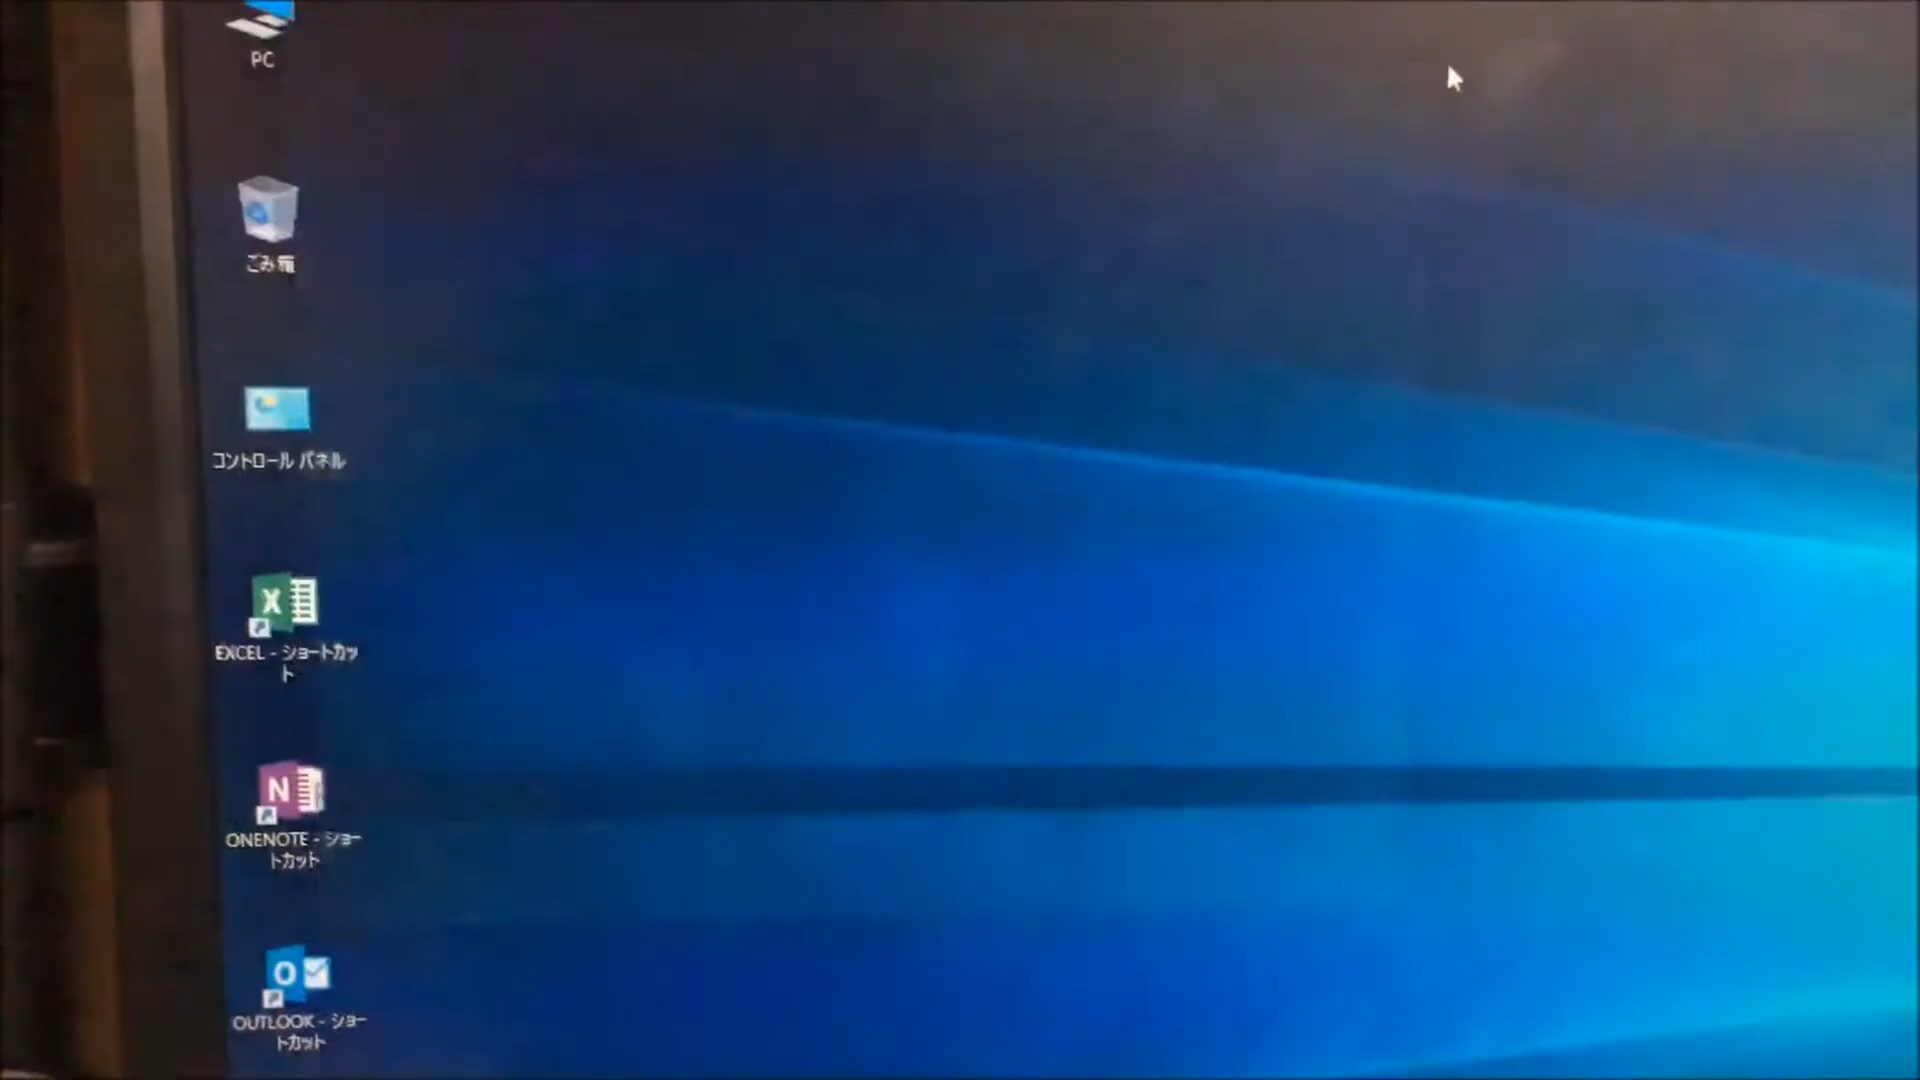 PC
ごみ箱
コントロール パネル
X
EXCEL - ショートカッ
ト
N
ONENOTE - ショー
トカット
O
OUTLOOK - ショー
トカット